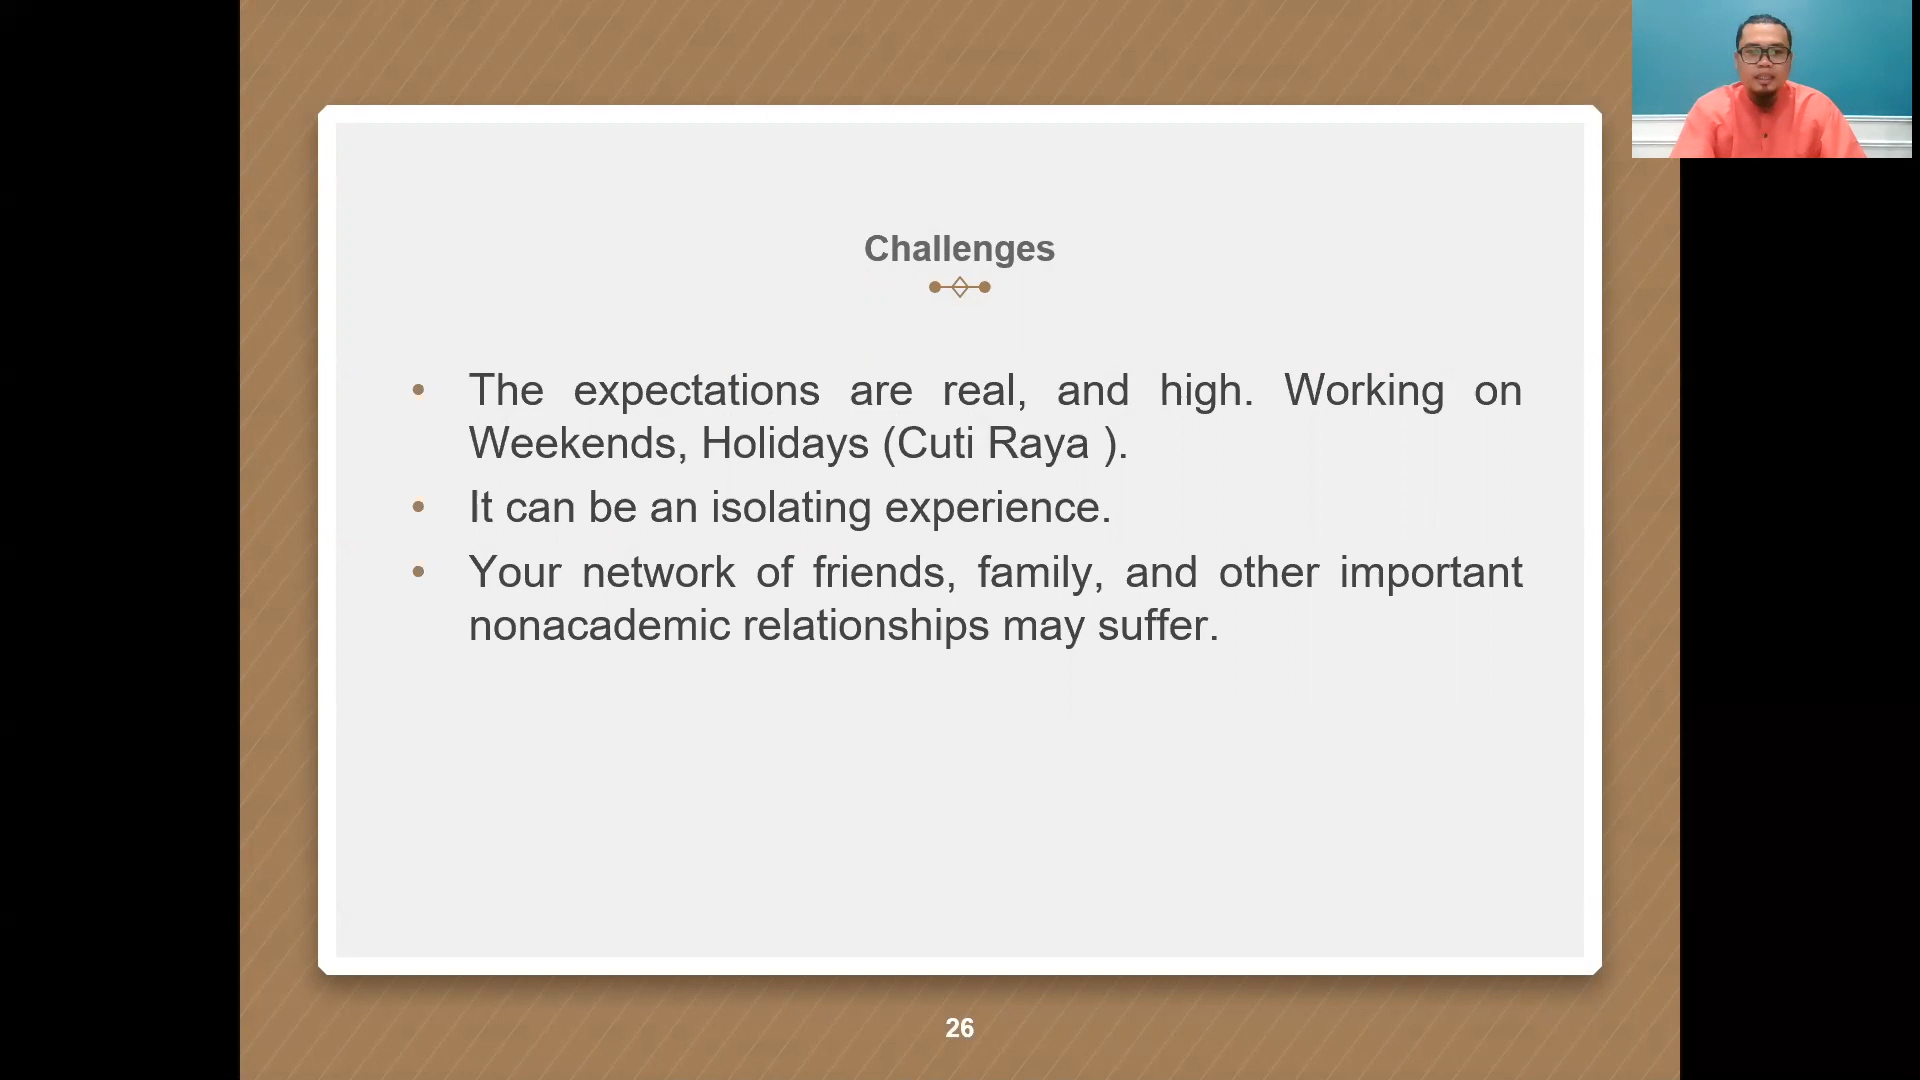 Challenges
• The expectations are real, and high. Working on
Weekends, Holidays (Cuti Raya ).
• It can be an isolating experience.
• Your network of friends, family, and other important
nonacademic relationships may suffer.
26